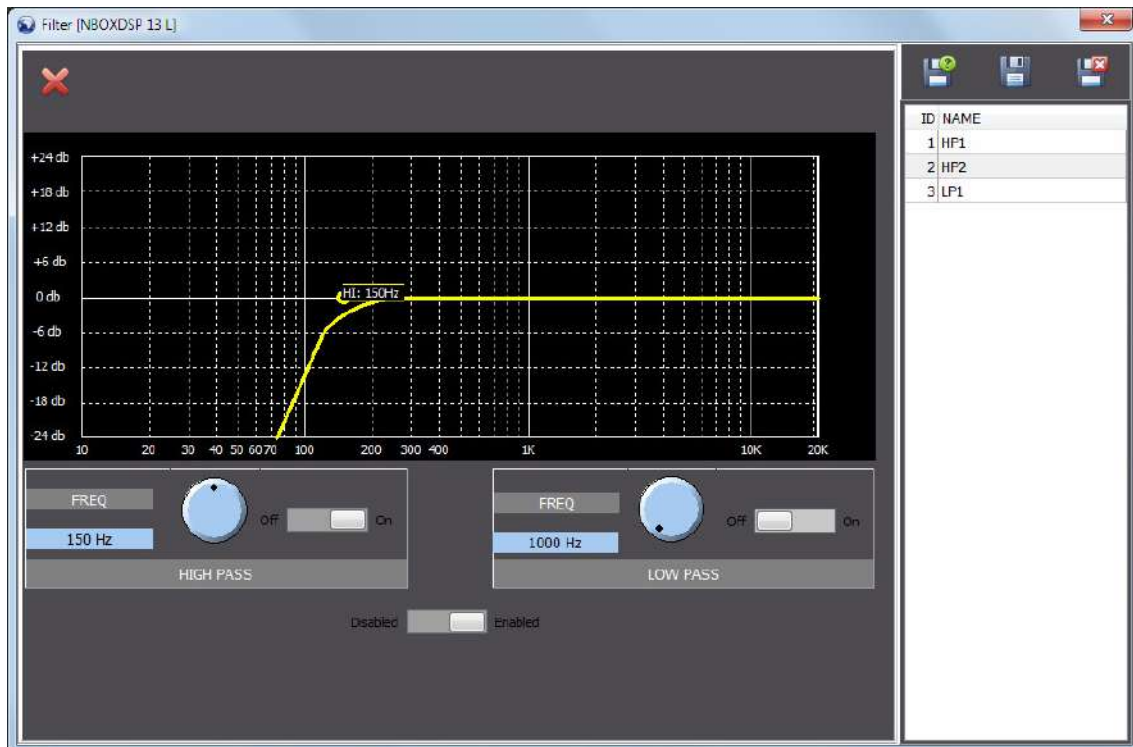 Filter [NBOXDSP 13 L]
ID NAME
1 HP1
2 HP2
3 LP1
+24 db
+18 db
+12 db
+6 db
0 db
HI: 150Hz
-6 db
-12 db
-18 db
-24 db
10 20 30 40 50 60 70 100 200 300 400 1K 10K 20K
FREQ
Off On
150 Hz
HIGH PASS
FREQ
Off On
1000 Hz
LOW PASS
Disabled Enabled